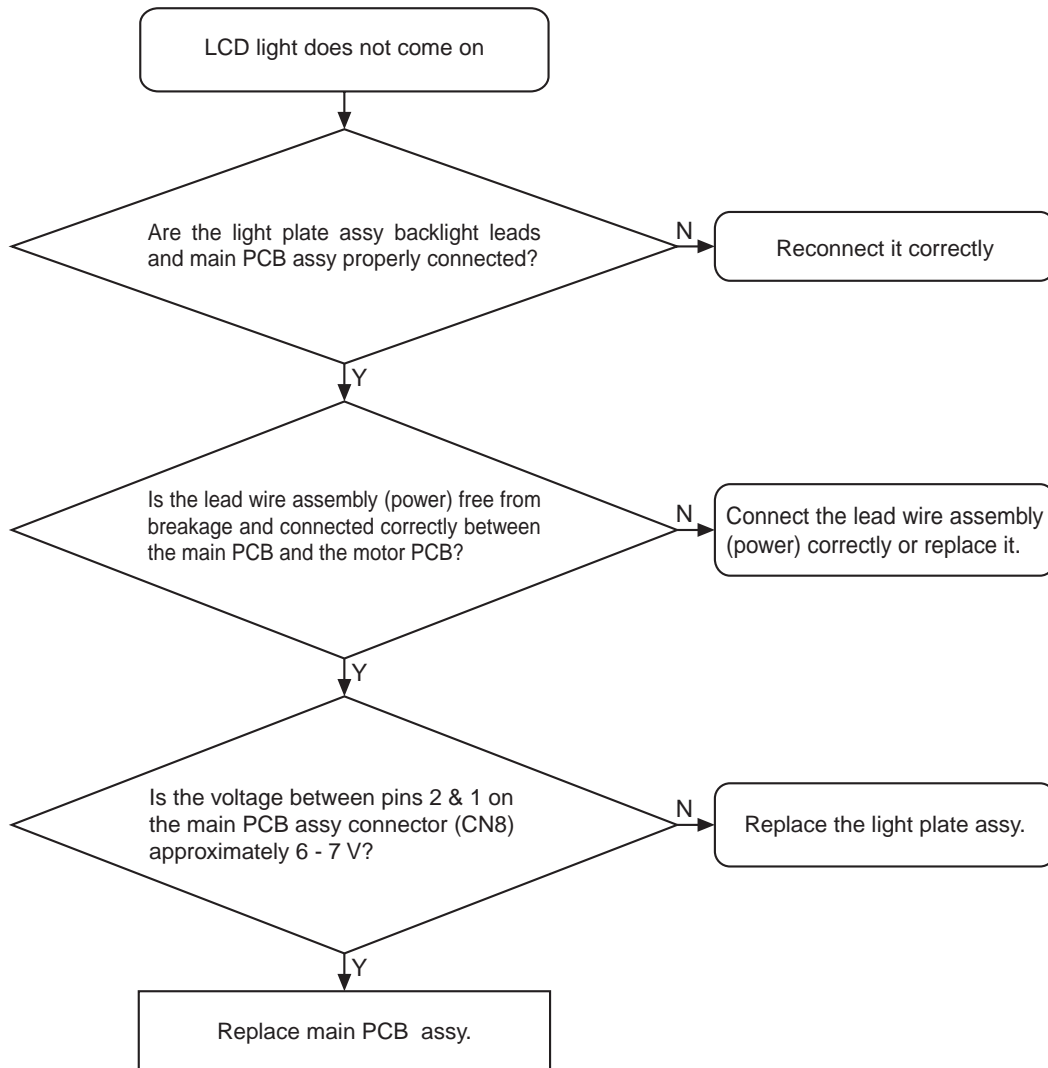 LCD light does not come on
Are the light plate assy backlight leads
and main PCB assy properly connected?
N
Reconnect it correctly
Y
Is the lead wire assembly (power) free from
breakage and connected correctly between
the main PCB and the motor PCB?
N
Connect the lead wire assembly
(power) correctly or replace it.
Y
Is the voltage between pins 2 & 1 on
the main PCB assy connector (CN8)
approximately 6 - 7 V?
N
Replace the light plate assy.
Y
Replace main PCB assy.